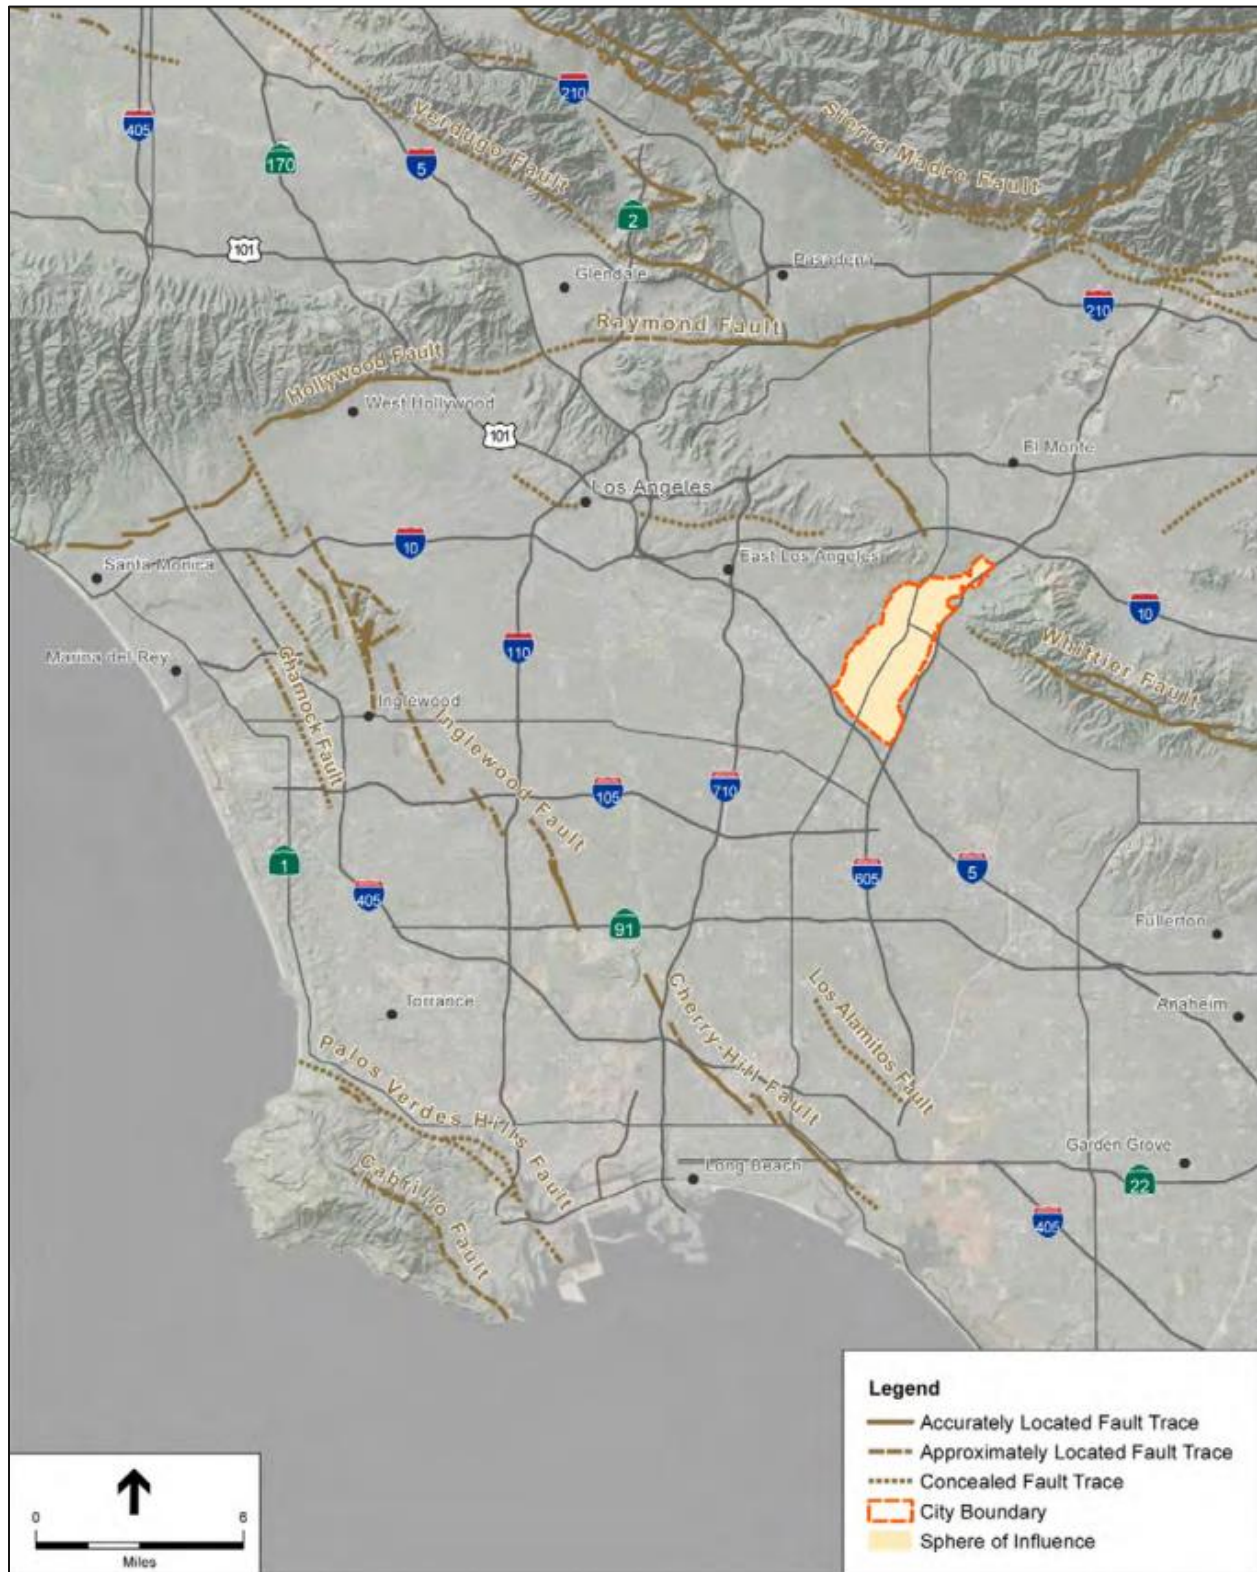 210
405
Verdugo Fault
Sierra Madre Fault
170
5
2
101
Pasadena
Glendale
210
Raymond Fault
Hollywood Fault
West Hollywood
101
El Monte
Los Angeles
10
East Los Angeles
Santa Monica
10
Whittier Fault
110
Marina del Rey
Charnock Fault
Inglewood
Inglewood Fault
105
710
1
605
5
405
91
Fullerton
Los Alamitos Fault
Cherry-Hill Fault
Torrance
Anaheim
Palos Verdes Hills Fault
Garden Grove
Long Beach
22
Cabrillo Fault
405
Legend
Accurately Located Fault Trace
Approximately Located Fault Trace
Concealed Fault Trace
City Boundary
Sphere of Influence
0 6
Miles